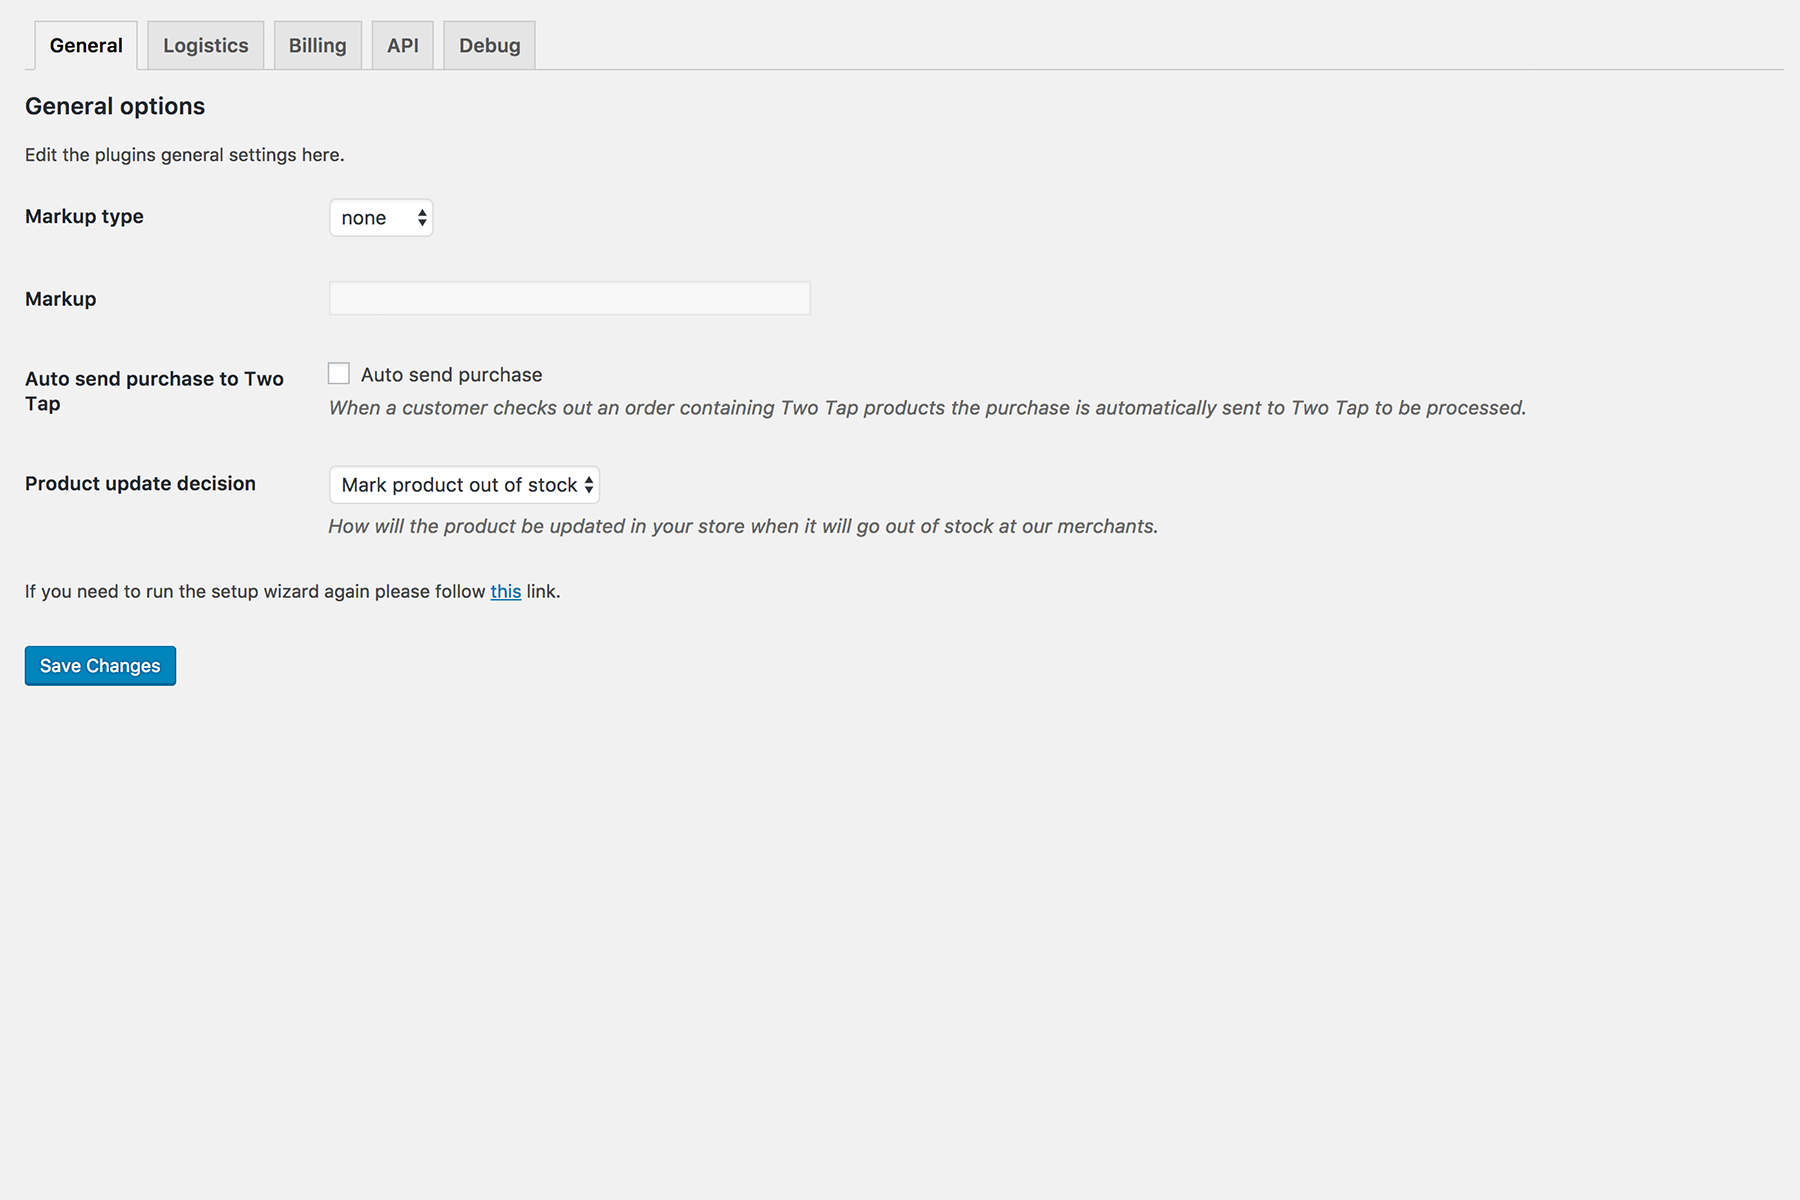 General
Logistics
Billing
API
Debug
General options
Edit the plugins general settings here.
Markup type
none
Markup
Auto send purchase to Two
Tap
Auto send purchase
When a customer checks out an order containing Two Tap products the purchase is automatically sent to Two Tap to be processed.
Product update decision
Mark product out of stock
How will the product be updated in your store when it will go out of stock at our merchants.
If you need to run the setup wizard again please follow this link.
Save Changes